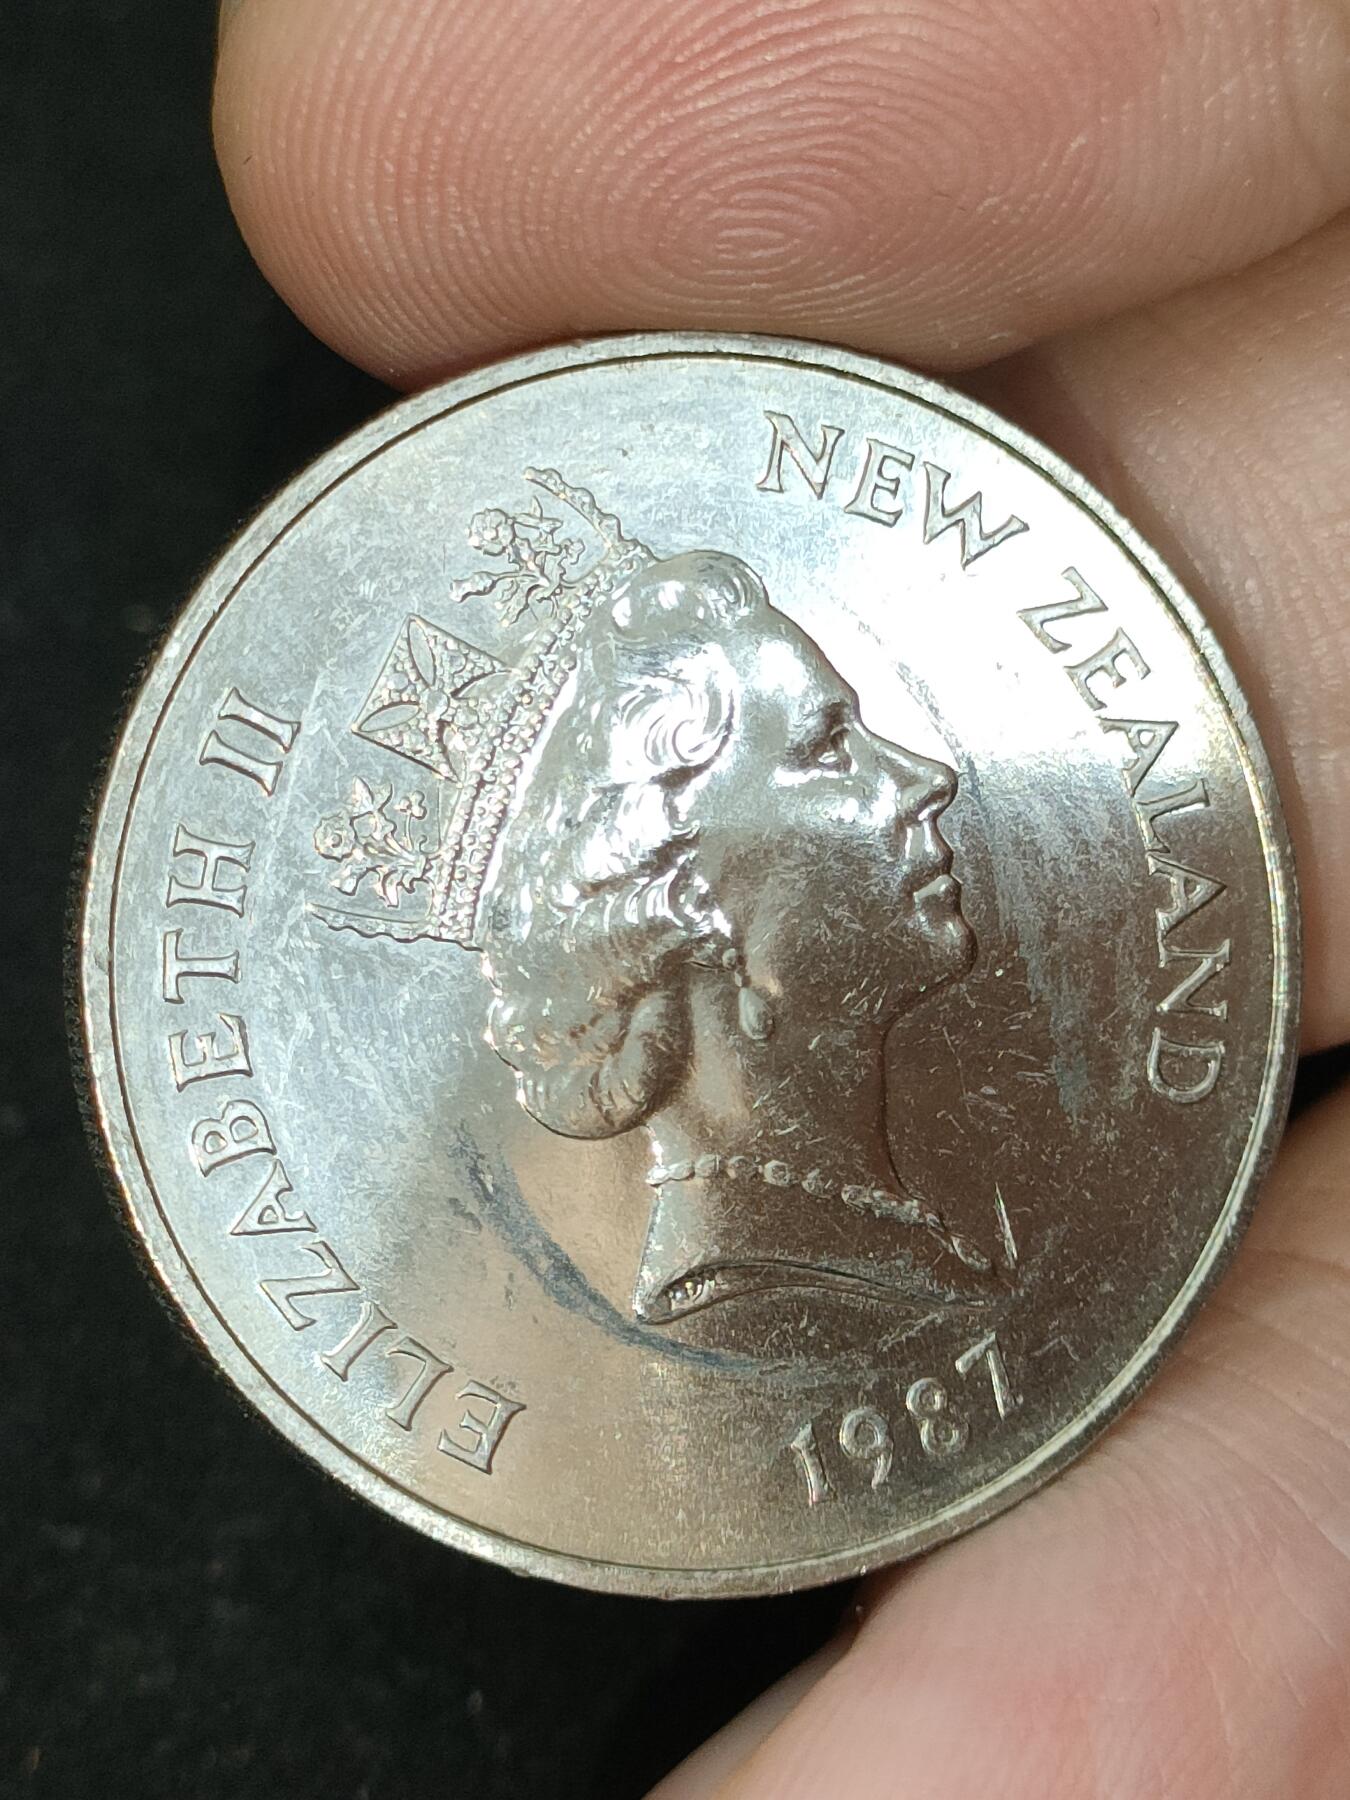 ELIZABETH II
NEW ZEALAND
1987